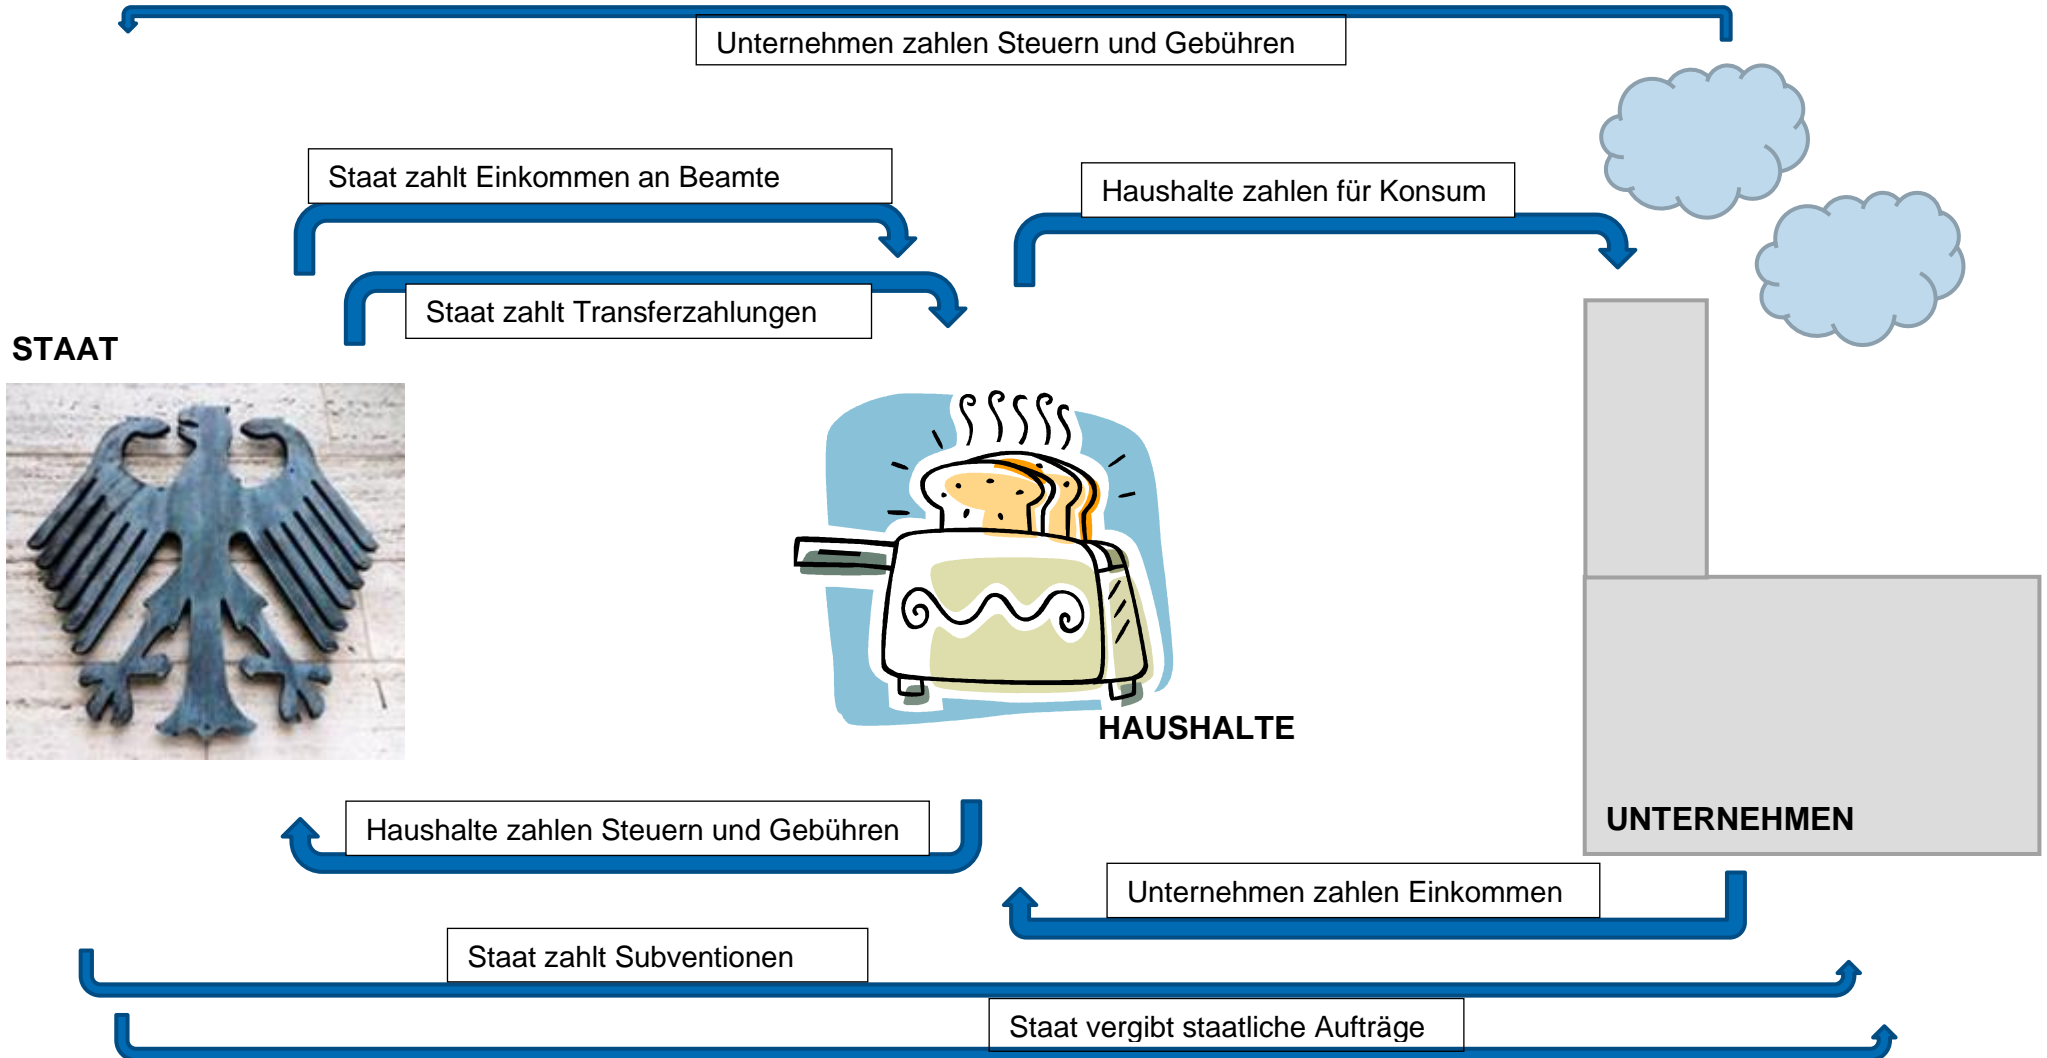 Unternehmen zahlen Steuern und Gebühren
Staat zahlt Einkommen an Beamte
Haushalte zahlen für Konsum
Staat zahlt Transferzahlungen
STAAT
HAUSHALTE
UNTERNEHMEN
Haushalte zahlen Steuern und Gebühren
Unternehmen zahlen Einkommen
Staat zahlt Subventionen
Staat vergibt staatliche Aufträge